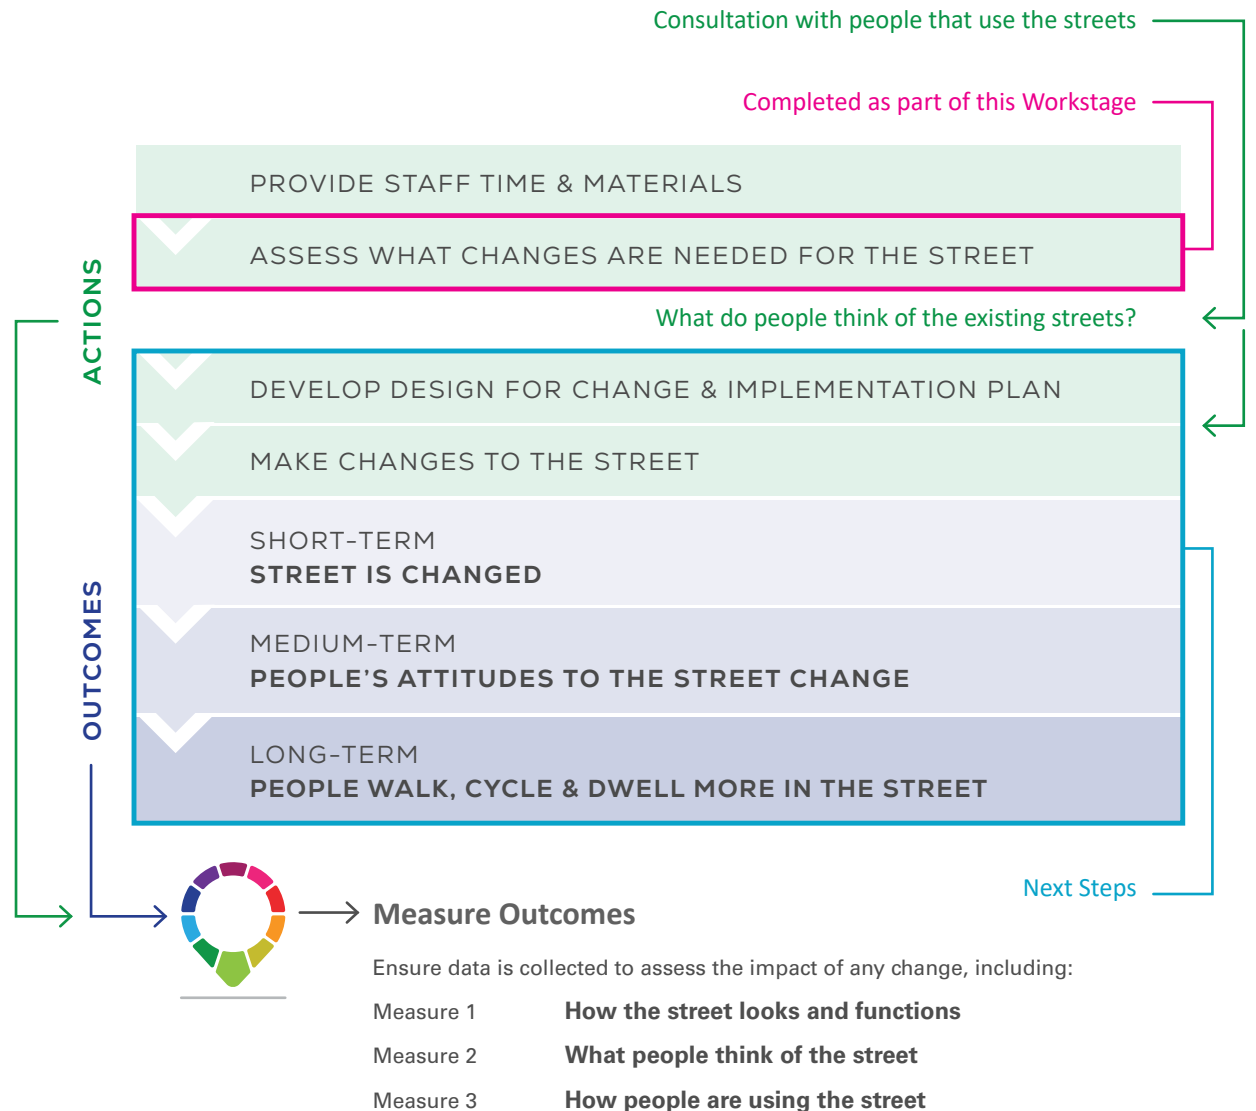 Consultation with people that use the streets
Completed as part of this Workstage
PROVIDE STAFF TIME & MATERIALS
ASSESS WHAT CHANGES ARE NEEDED FOR THE STREET
ACTIONS
What do people think of the existing streets?
DEVELOP DESIGN FOR CHANGE & IMPLEMENTATION PLAN
MAKE CHANGES TO THE STREET
SHORT-TERM
STREET IS CHANGED
OUTCOMES
MEDIUM-TERM
PEOPLE'S ATTITUDES TO THE STREET CHANGE
LONG-TERM
PEOPLE WALK, CYCLE & DWELL MORE IN THE STREET
Next Steps
Measure Outcomes
Ensure data is collected to assess the impact of any change, including:
Measure 1 How the street looks and functions
Measure 2 What people think of the street
Measure 3 How people are using the street